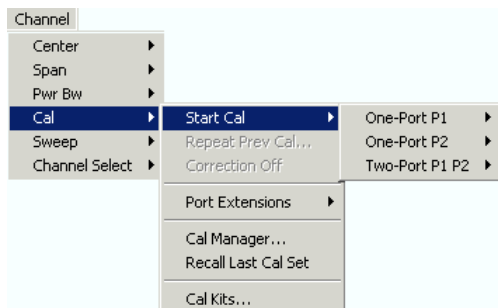 Channel
Center
Span
Pwr Bw
Cal
Sweep
Channel Select
Start Cal
Repeat Prev Cal...
Correction Off
Port Extensions
Cal Manager...
Recall Last Cal Set
Cal Kits...
One-Port P1
One-Port P2
Two-Port P1 P2